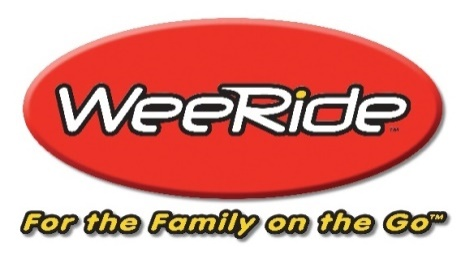 WeeRide™
For the Family on the Go™